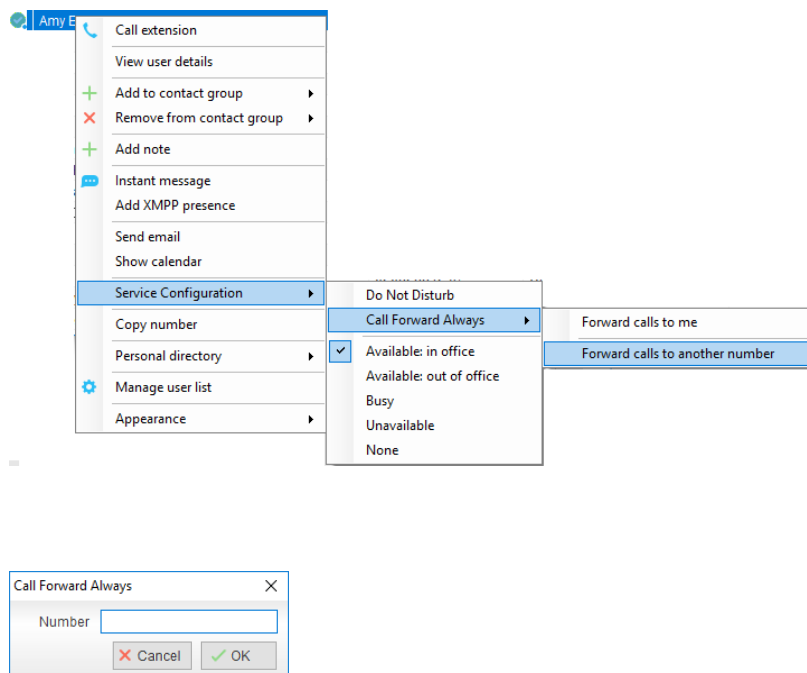 Amy E
Call extension
View user details
Add to contact group
Remove from contact group
Add note
Instant message
Add XMPP presence
Send email
Show calendar
Service Configuration
Copy number
Personal directory
Manage user list
Appearance
Do Not Disturb
Call Forward Always
Available: in office
Available: out of office
Busy
Unavailable
None
Forward calls to me
Forward calls to another number
Call Forward Always
Number
Cancel
OK